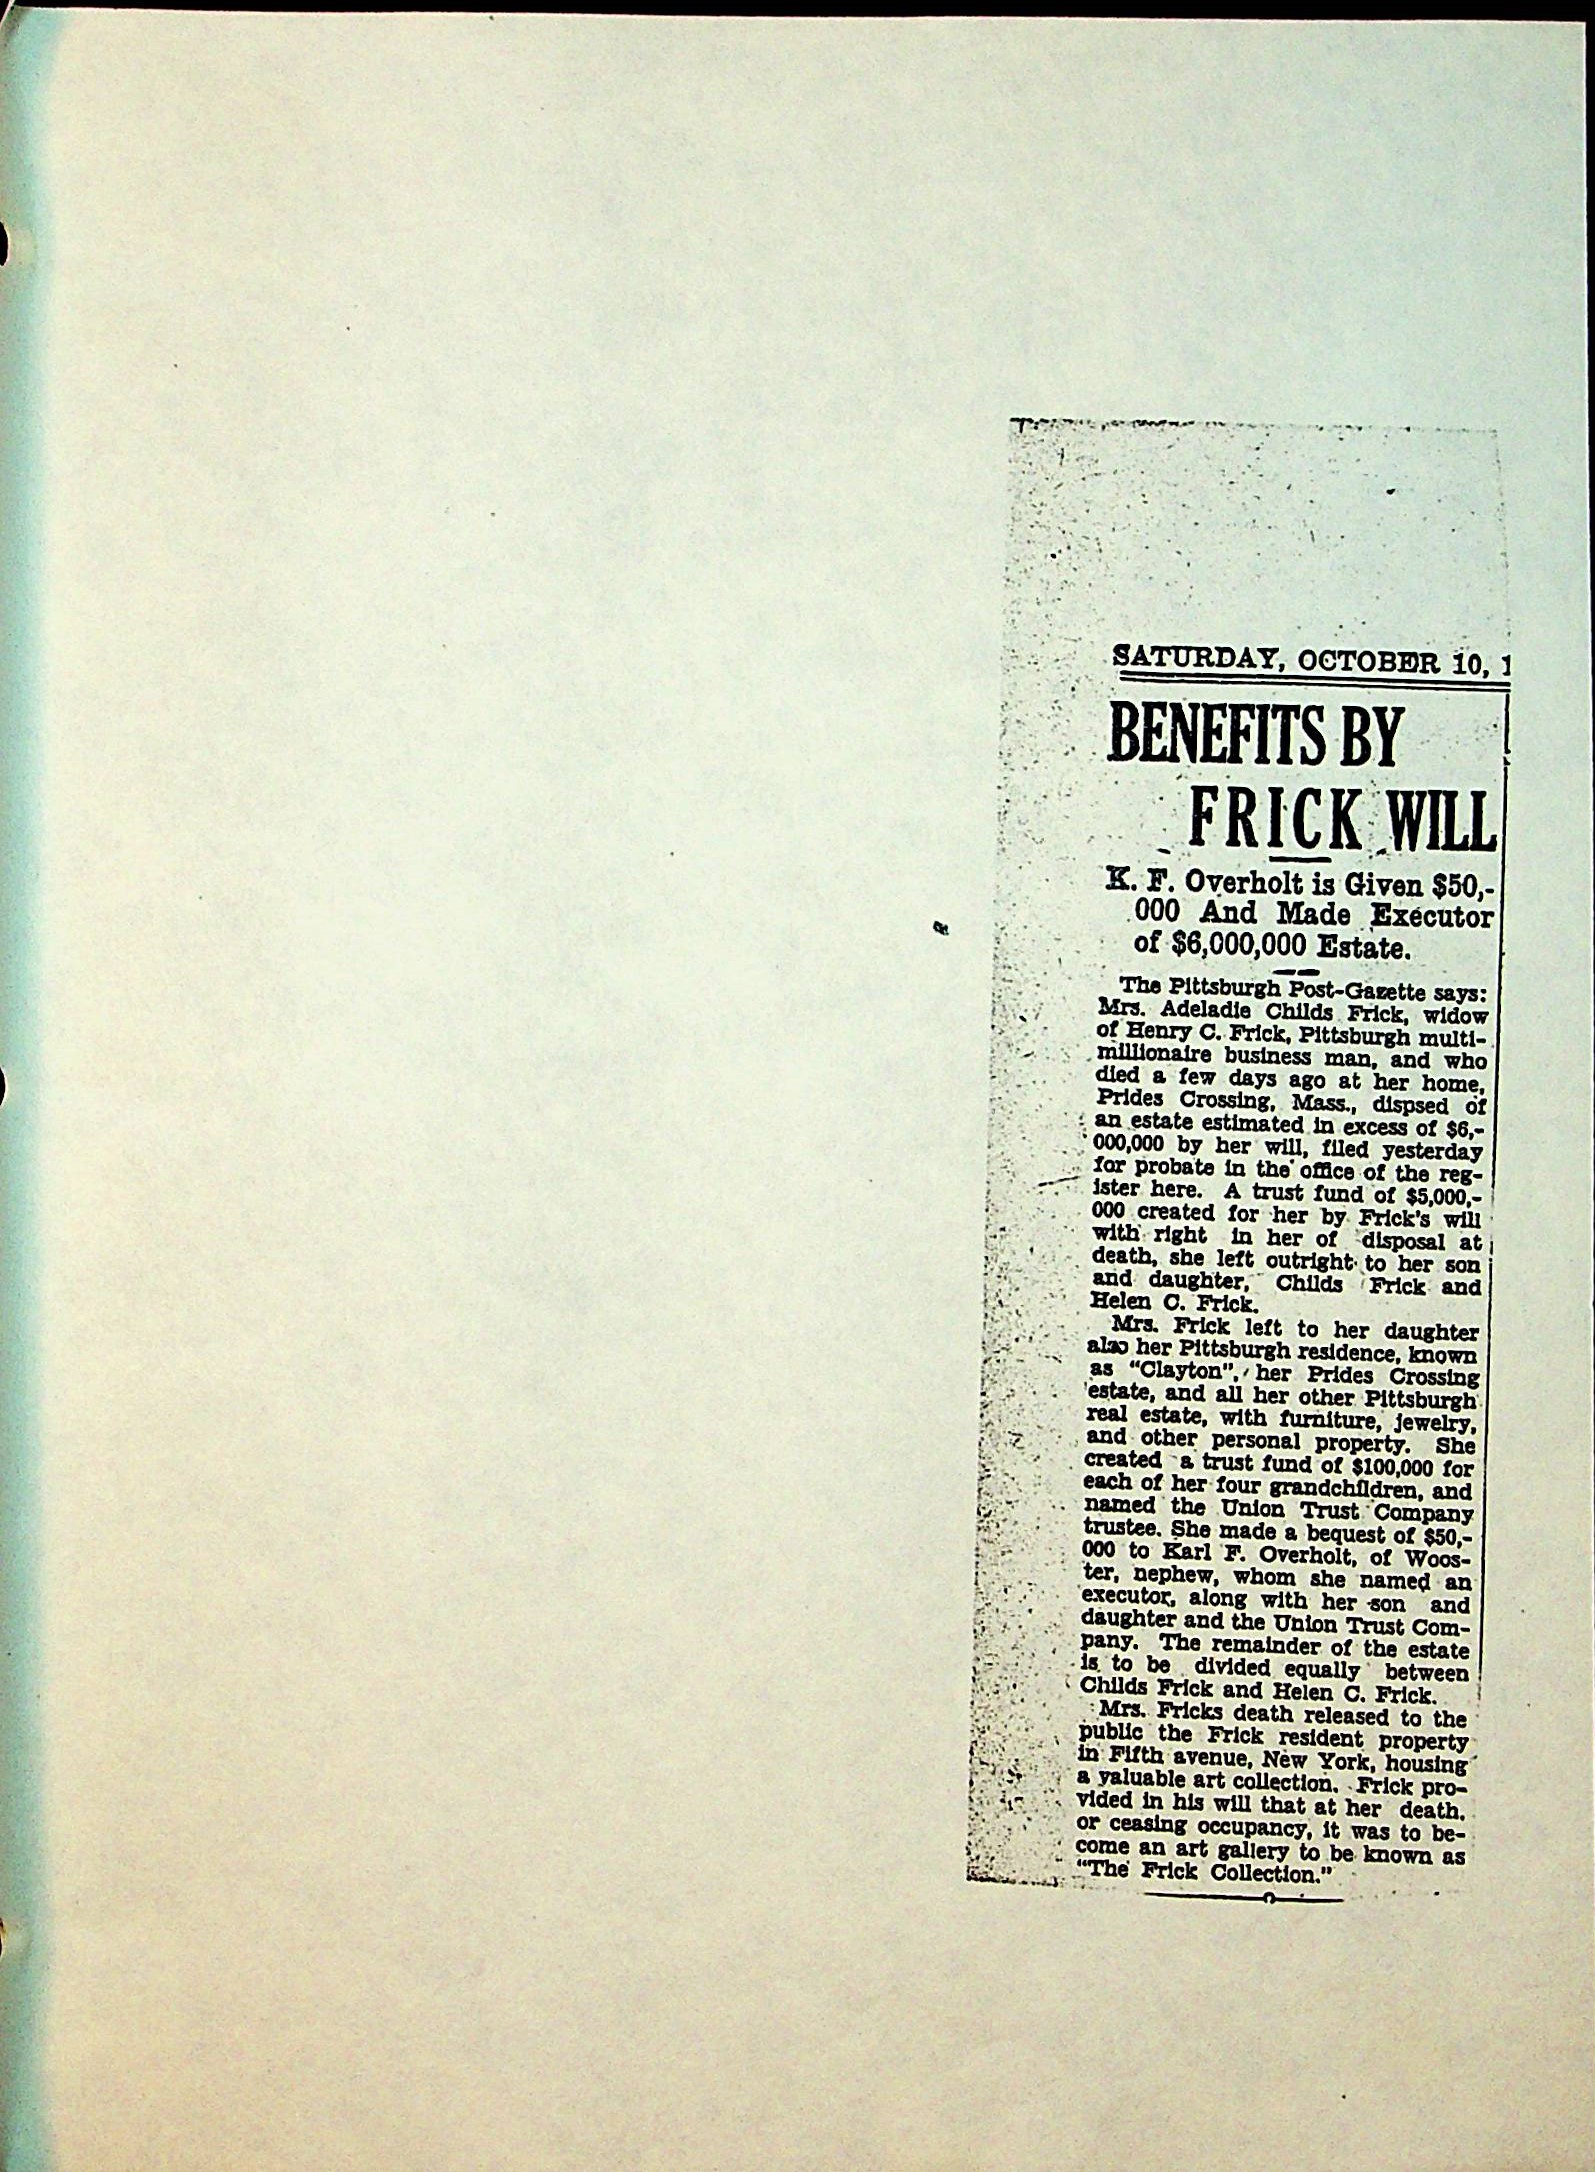 SATURDAY, OCTOBER 10, 1
BENEFITS BY
FRICK WILL
K. F. Overholt is Given $50,-
000 And Made Executor
of $6,000,000 Estate.
The Pittsburgh Post-Gazette says:
Mrs. Adeladie Childs Frick, widow
of Henry C. Frick, Pittsburgh multi-
millionaire business man, and who
died a few days ago at her home,
Prides Crossing, Mass., dispsed of
an estate estimated in excess of $6,-
000,000 by her will, filed yesterday
for probate in the office of the reg-
ister here. A trust fund of $5,000,-
000 created for her by Frick's will
with right in her of disposal at
death, she left outright to her son
and daughter, Childs Frick and
Helen C. Frick.
Mrs. Frick left to her daughter
also her Pittsburgh residence, known
as "Clayton", her Prides Crossing
estate, and all her other Pittsburgh
real estate, with furniture, jewelry,
and other personal property. She
created a trust fund of $100,000 for
each of her four grandchildren, and
named the Union Trust Company
trustee. She made a bequest of $50,-
000 to Karl F. Overholt, of Woos-
ter, nephew, whom she named an
executor, along with her son and
daughter and the Union Trust Com-
pany. The remainder of the estate
is to be divided equally between
Childs Frick and Helen C. Frick.
Mrs. Fricks death released to the
public the Frick resident property
in Fifth avenue, New York, housing
a valuable art collection. Frick pro-
vided in his will that at her death,
or ceasing occupancy, it was to be-
come an art gallery to be known as
"The Frick Collection."